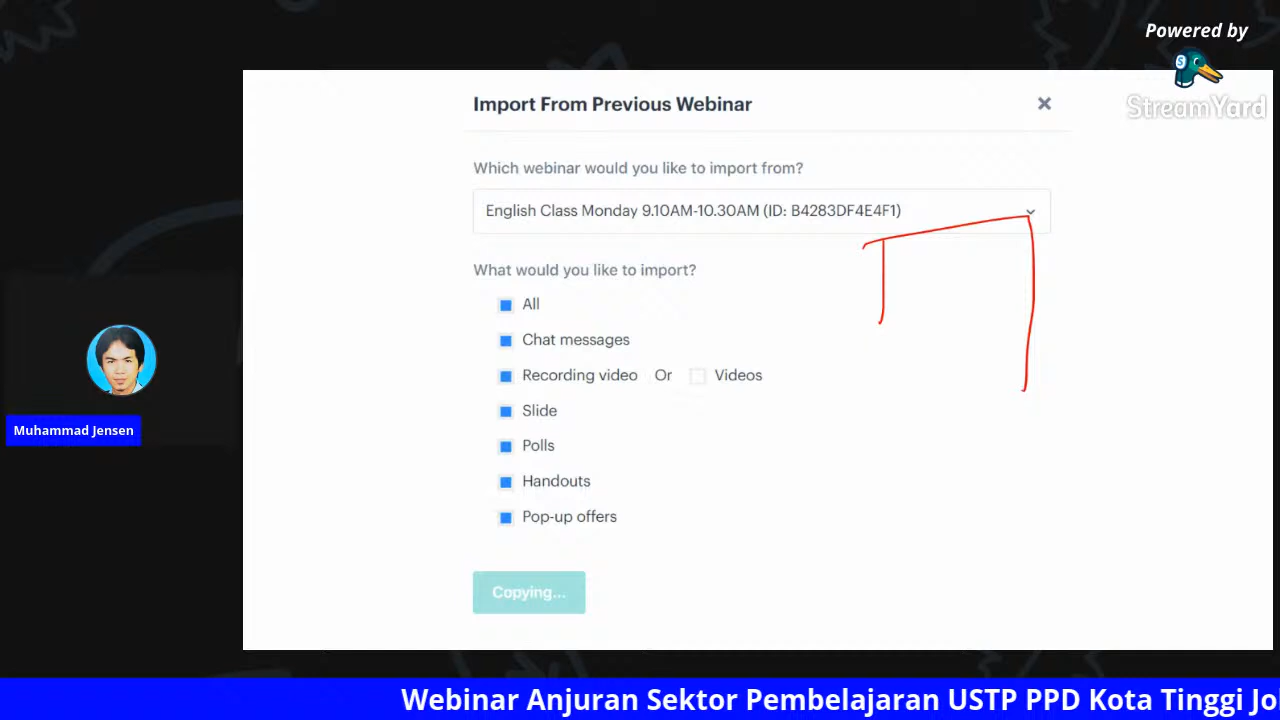 Powered by
StreamYard
Import From Previous Webinar
Which webinar would you like to import from?
English Class Monday 9.10AM-10.30AM (ID: B4283DF4E4F1)
What would you like to import?
All
Chat messages
Recording video Or Videos
Slide
Polls
Handouts
Pop-up offers
Copying...
Muhammad Jensen
Webinar Anjuran Sektor Pembelajaran USTP PPD Kota Tinggi Jo